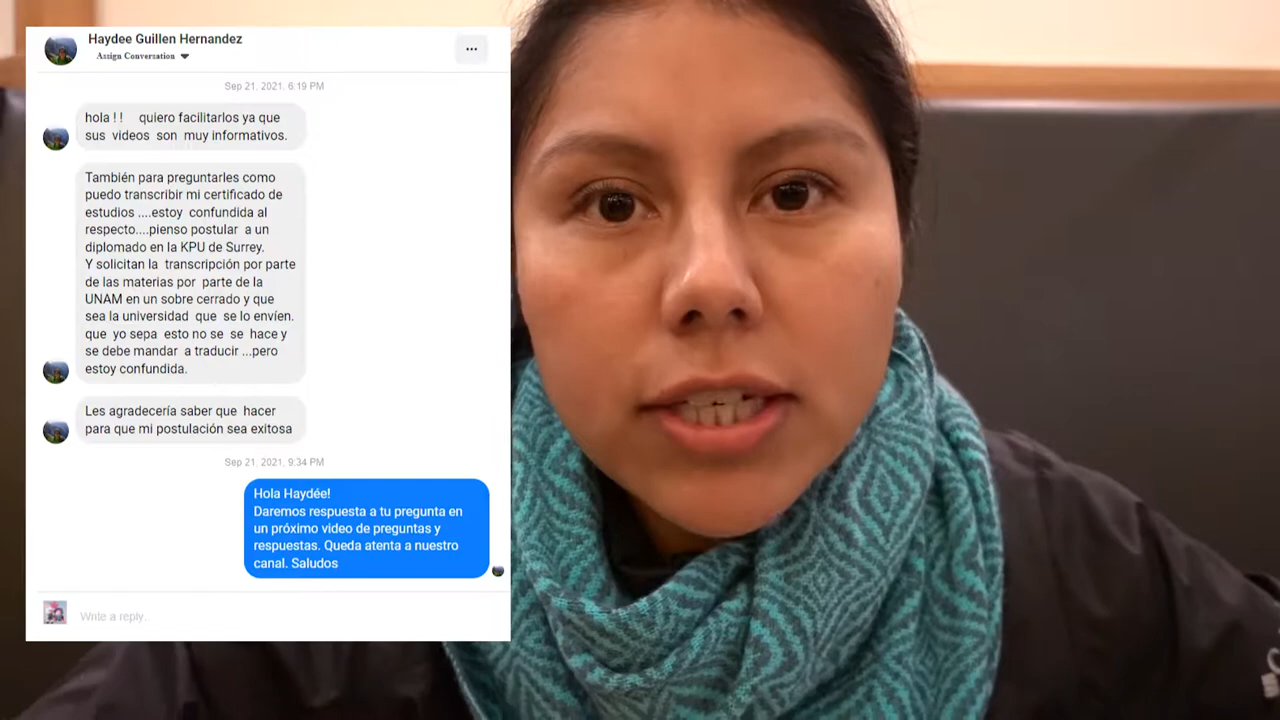 Haydee Guillen Hernandez
Assign Conversation
Sep 21, 2021, 6:19 PM
hola ! ! quiero facilitarlos ya que
sus videos son muy informativos.
También para preguntarles como
puedo transcribir mi certificado de
estudios ....estoy confundida al
respecto....pienso postular a un
diplomado en la KPU de Surrey.
Y solicitan la transcripción por parte
de las materias por parte de la
UNAM en un sobre cerrado y que
sea la universidad que se lo envíen.
que yo sepa esto no se se hace y
se debe mandar a traducir ...pero
estoy confundida.
Les agradecería saber que hacer
para que mi postulación sea exitosa
Sep 21, 2021, 9:34 PM
Hola Haydée!
Daremos respuesta a tu pregunta en
un próximo video de preguntas y
respuestas. Queda atenta a nuestro
canal. Saludos
Write a reply..